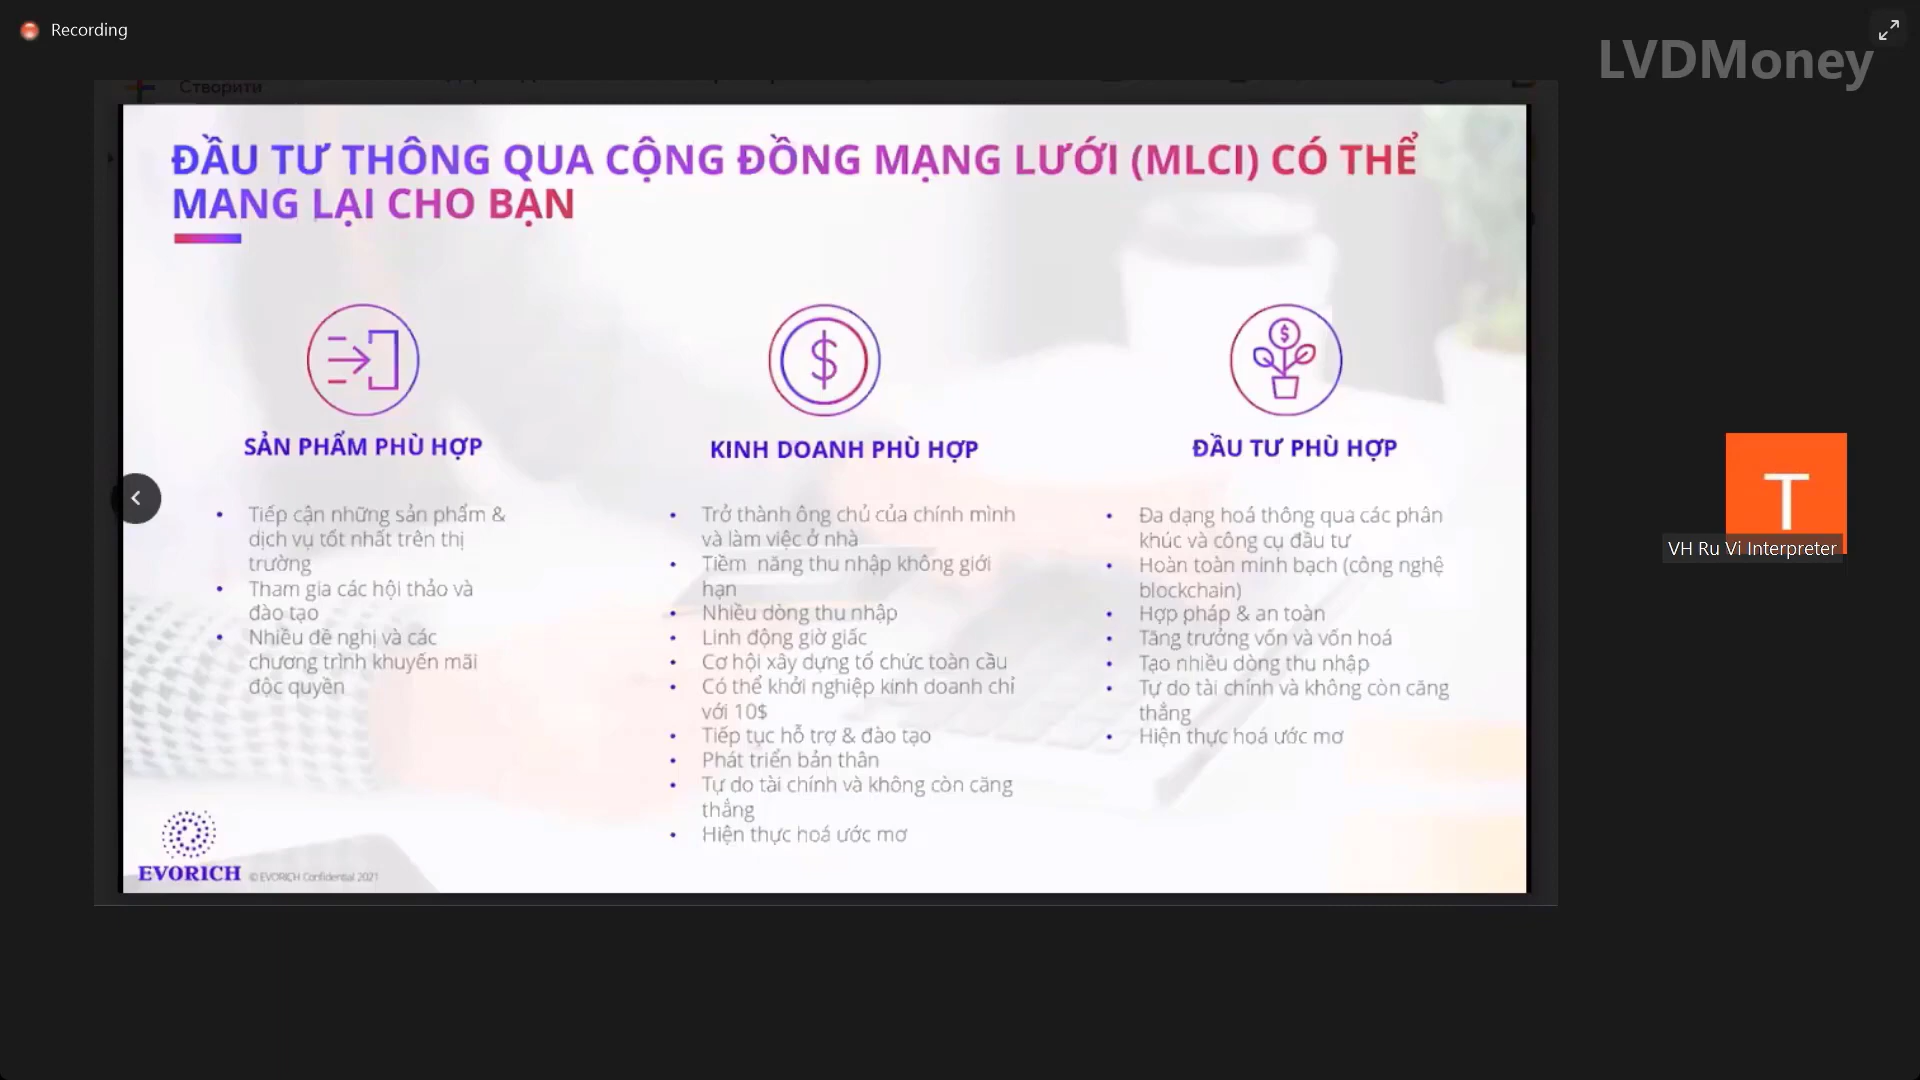 Recording
LVDMoney
Створити
ĐẦU TƯ THÔNG QUA CỘNG ĐỒNG MẠNG LƯỚI (MLCI) CÓ THỂ
MANG LẠI CHO BẠN
SẢN PHẨM PHÙ HỢP
Tiếp cận những sản phẩm &
dịch vụ tốt nhất trên thị
trường
Tham gia các hội thảo và
đào tạo
Nhiều đề nghị và các
chương trình khuyến mãi
độc quyền
KINH DOANH PHÙ HỢP
Trở thành ông chủ của chính mình
và làm việc ở nhà
Tiềm năng thu nhập không giới
hạn
Nhiều dòng thu nhập
Linh động giờ giấc
Cơ hội xây dựng tổ chức toàn cầu
Có thể khởi nghiệp kinh doanh chỉ
với 10$
Tiếp tục hỗ trợ & đào tạo
Phát triển bản thân
Tự do tài chính và không còn căng
thẳng
Hiện thực hoá ước mơ
ĐẦU TƯ PHÙ HỢP
Đa dạng hoá thông qua các phân
khúc và công cụ đầu tư
Hoàn toàn minh bạch (công nghệ
blockchain)
Hợp pháp & an toàn
Tăng trưởng vốn và vốn hoá
Tạo nhiều dòng thu nhập
Tự do tài chính và không còn căng
thẳng
Hiện thực hoá ước mơ
EVORICH © EVORICH Confidential 2021
T
VH Ru Vi Interpreter